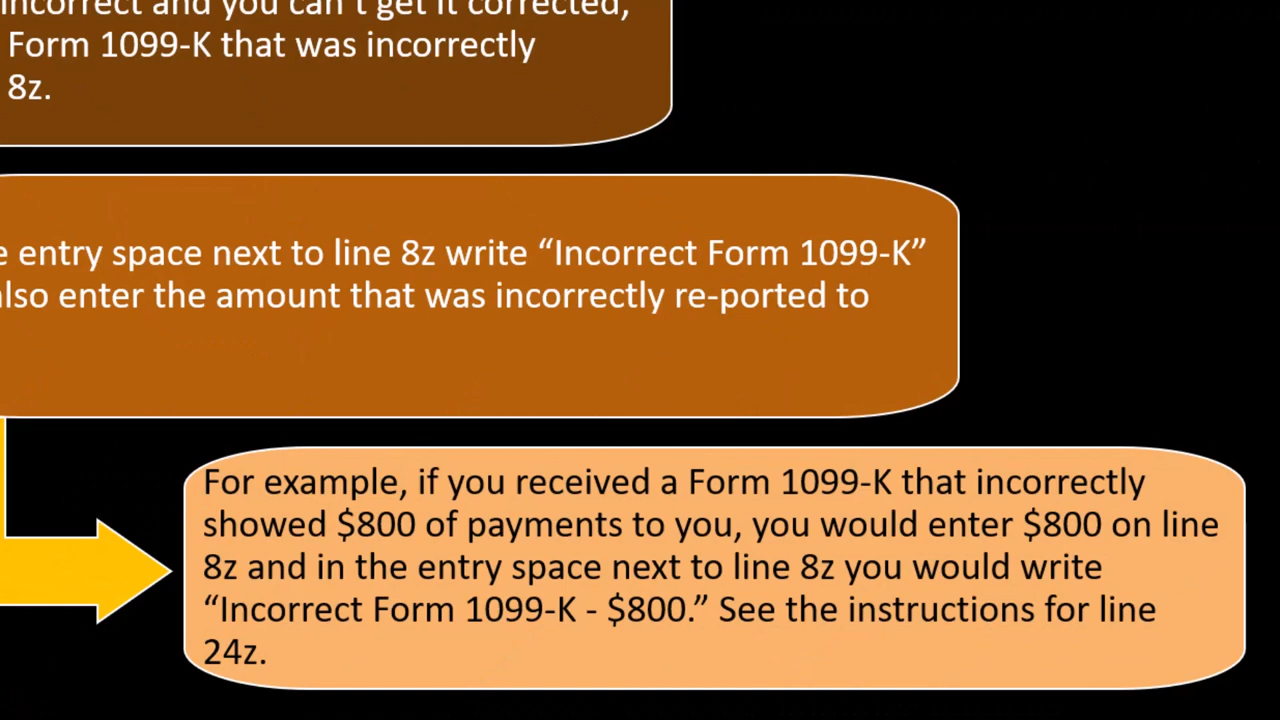 incorrect and you can't get it corrected,
Form 1099-K that was incorrectly
8z.
entry space next to line 8z write “Incorrect Form 1099-K”
also enter the amount that was incorrectly re-ported to
For example, if you received a Form 1099-K that incorrectly
showed $800 of payments to you, you would enter $800 on line
8z and in the entry space next to line 8z you would write
“Incorrect Form 1099-K - $800.” See the instructions for line
24z.